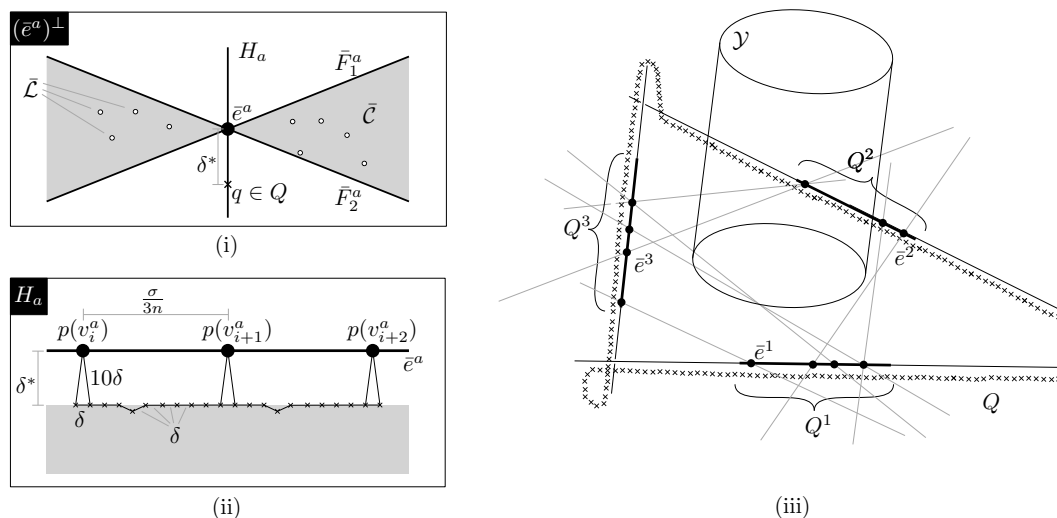 (ē^a)^⊥
H_a
F̄_1^a
L̄
ē^a
C̄
δ*
q ∈ Q
F̄_2^a
(i)
H_a
σ/3n
p(v_i^a)
p(v_{i+1}^a)
p(v_{i+2}^a)
ē^a
δ*
10δ
δ
δ
(ii)
𝒴
Q^2
Q^3
ē^3
ē^2
ē^1
Q^1
Q
(iii)